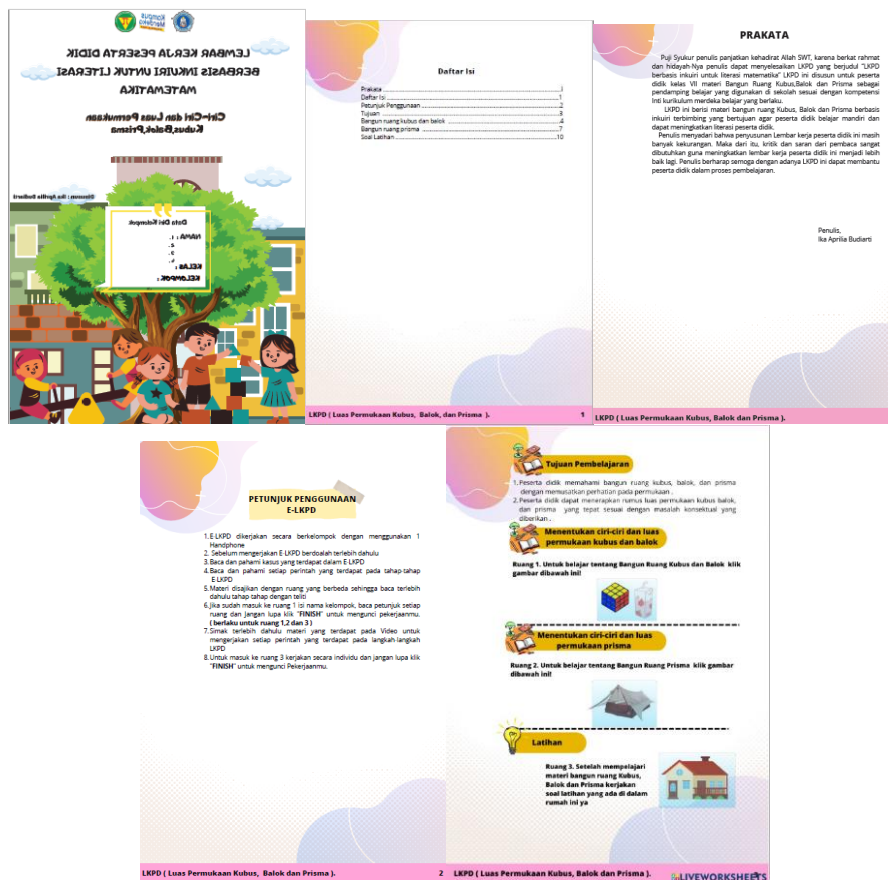 Kampus
Merdeka
LEMBAR KERJA PESERTA DIDIK
BERBASIS INKUIRI UNTUK LITERASI
MATEMATIKA
Ciri-Ciri dan Luas Permukaan
Kubus,Balok,Prisma
Disusun : Ika Aprilia Budiarti
Data Diri Kelompok
NAMA : 1.
2.
3.
4.
KELAS :
KELOMPOK :
Daftar Isi
Prakata ...i
Daftar Isi ...1
Petunjuk Penggunaan ...2
Tujuan ...3
Bangun ruang kubus dan balok ...4
Bangun ruang prisma ...7
Soal Latihan ...10
LKPD ( Luas Permukaan Kubus, Balok, dan Prisma ). 1
PRAKATA
Puji Syukur penulis panjatkan kehadirat Allah SWT, karena berkat rahmat
dan hidayah-Nya penulis dapat menyelesaikan LKPD yang berjudul "LKPD
berbasis inkuiri untuk literasi matematika" LKPD ini disusun untuk peserta
didik kelas VII materi Bangun Ruang Kubus,Balok dan Prisma sebagai
pendamping belajar yang digunakan di sekolah sesuai dengan kompetensi
Inti kurikulum merdeka belajar yang berlaku.
LKPD ini berisi materi bangun ruang Kubus, Balok dan Prisma berbasis
inkuiri terbimbing yang bertujuan agar peserta didik belajar mandiri dan
dapat meningkatkan literasi peserta didik.
Penulis menyadari bahwa penyusunan Lembar kerja peserta didik ini masih
banyak kekurangan. Maka dari itu, kritik dan saran dari pembaca sangat
dibutuhkan guna meningkatkan lembar kerja peserta didik ini menjadi lebih
baik lagi. Penulis berharap semoga dengan adanya LKPD ini dapat membantu
peserta didik dalam proses pembelajaran.
Penulis,
Ika Aprilia Budiarti
LKPD ( Luas Permukaan Kubus, Balok dan Prisma ).
PETUNJUK PENGGUNAAN
E-LKPD
1. E-LKPD dikerjakan secara berkelompok dengan menggunakan 1
Handphone
2. Sebelum mengerjakan E-LKPD berdoalah terlebih dahulu
3. Baca dan pahami kasus yang terdapat dalam E-LKPD
4. Baca dan pahami setiap perintah yang terdapat pada tahap-tahap
E LKPD
5. Materi disajikan dengan ruang yang berbeda sehingga baca terlebih
dahulu tahap tahap dengan teliti
6. Jika sudah masuk ke ruang 1 isi nama kelompok, baca petunjuk setiap
ruang dan jangan lupa klik "FINISH" untuk mengunci pekerjaanmu.
( berlaku untuk ruang 1,2 dan 3 )
7. Simak terlebih dahulu materi yang terdapat pada Video untuk
mengerjakan setiap perintah yang terdapat pada langkah-langkah
LKPD
8. Untuk masuk ke ruang 3 kerjakan secara individu dan jangan lupa klik
"FINISH" untuk mengunci Pekerjaanmu.
LKPD ( Luas Permukaan Kubus, Balok dan Prisma ). 2
Tujuan Pembelajaran
1. Peserta didik memahami bangun ruang kubus, balok, dan prisma
dengan memusatkan perhatian pada permukaan .
2. Peserta didik dapat menerapkan rumus luas permukaan kubus balok,
dan prisma yang tepat sesuai dengan masalah konsektual yang
diberikan .
Menentukan ciri-ciri dan luas
permukaan kubus dan balok
Ruang 1. Untuk belajar tentang Bangun Ruang Kubus dan Balok klik
gambar dibawah ini!
Menentukan ciri-ciri dan luas
permukaan prisma
Ruang 2. Untuk belajar tentang Bangun Ruang Prisma klik gambar
dibawah ini!
Latihan
Ruang 3. Setelah mempelajari
materi bangun ruang Kubus,
Balok dan Prisma kerjakan
soal latihan yang ada di dalam
rumah ini ya
LKPD ( Luas Permukaan Kubus, Balok dan Prisma ).
LIVEWORKSHEETS